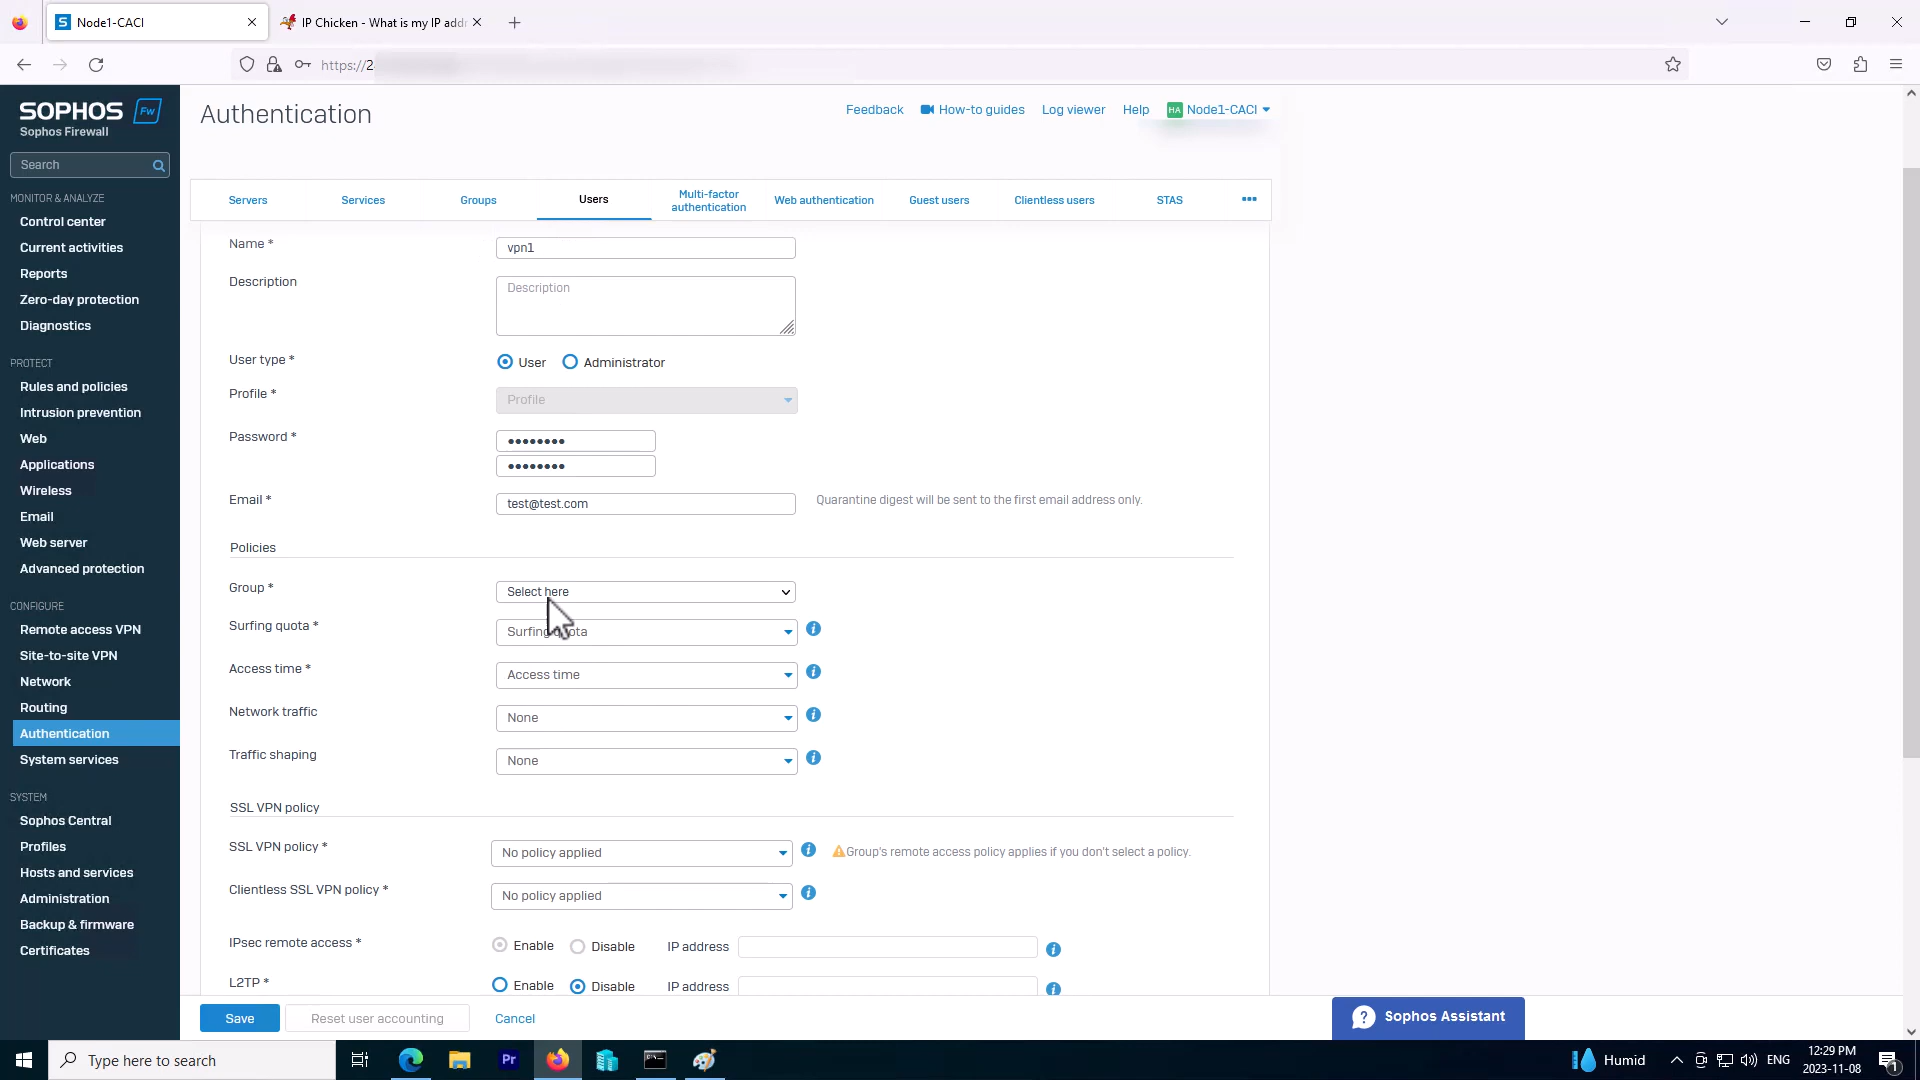 Node1-CACI
IP Chicken - What is my IP addr
https://2
SOPHOS Fw
Sophos Firewall
Search
MONITOR & ANALYZE
Control center
Current activities
Reports
Zero-day protection
Diagnostics
PROTECT
Rules and policies
Intrusion prevention
Web
Applications
Wireless
Email
Web server
Advanced protection
CONFIGURE
Remote access VPN
Site-to-site VPN
Network
Routing
Authentication
System services
SYSTEM
Sophos Central
Profiles
Hosts and services
Administration
Backup & firmware
Certificates
Authentication
Feedback How-to guides Log viewer Help HA Node1-CACI
Servers Services Groups Users Multi-factor authentication Web authentication Guest users Clientless users STAS •••
Name * vpn1
Description Description
User type * User Administrator
Profile * Profile
Password * ••••••••
••••••••
Email * test@test.com Quarantine digest will be sent to the first email address only.
Policies
Group * Select here
Surfing quota * Surfing quota
Access time * Access time
Network traffic None
Traffic shaping None
SSL VPN policy
SSL VPN policy * No policy applied Group's remote access policy applies if you don't select a policy.
Clientless SSL VPN policy * No policy applied
IPsec remote access * Enable Disable IP address
L2TP * Enable Disable IP address
Save Reset user accounting Cancel
? Sophos Assistant
Type here to search
Pr
Humid
ENG
12:29 PM
2023-11-08
1